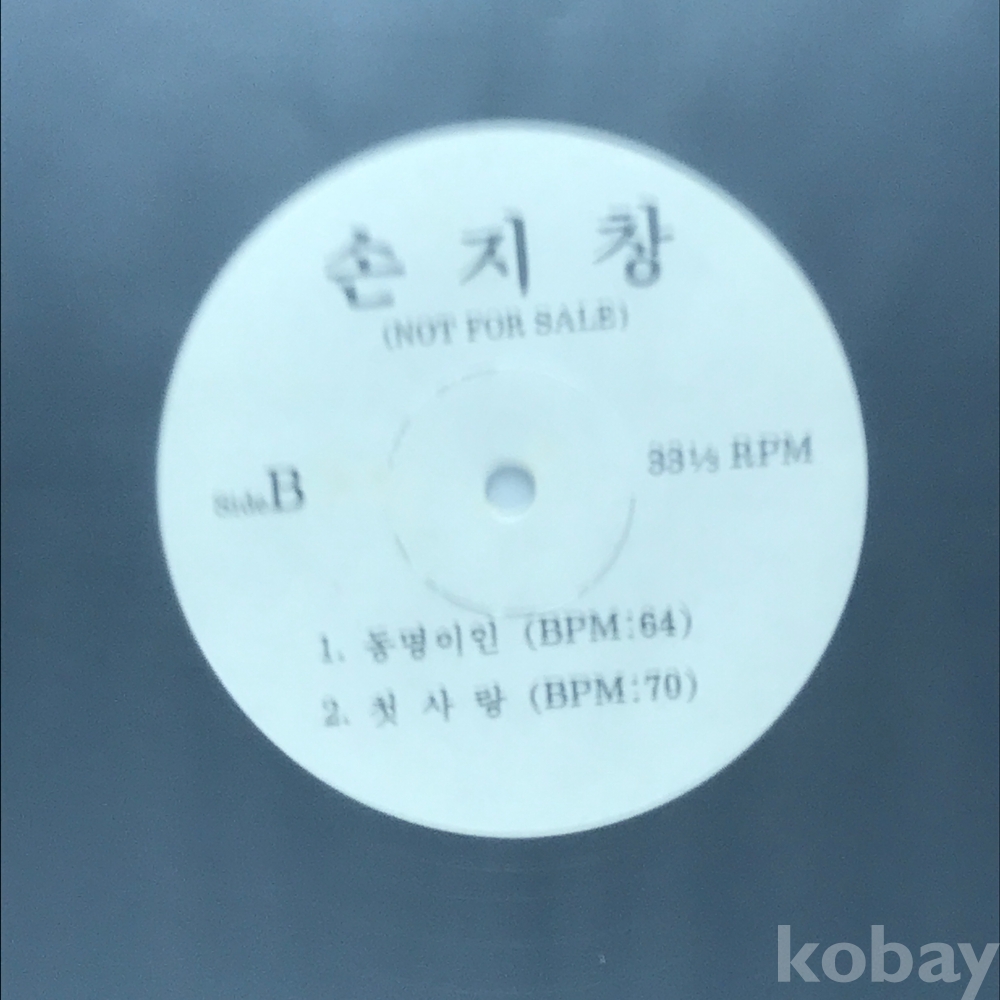 손지창
(NOT FOR SALE)
33⅓ RPM
Side.B
1. 동명이인 (BPM:64)
2. 첫사랑 (BPM:70)
kobay